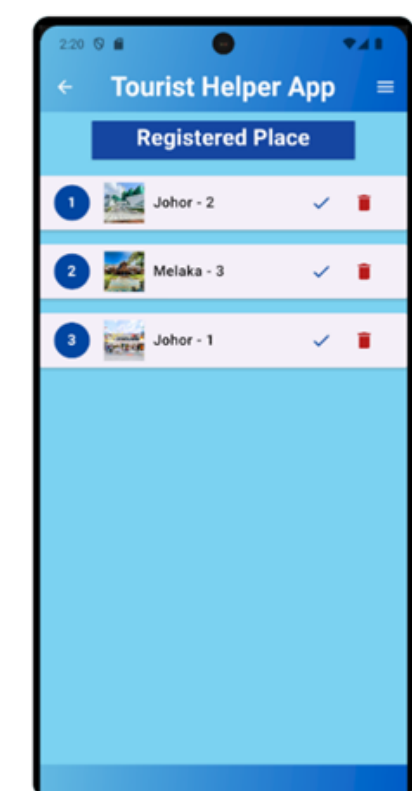 2:20
Tourist Helper App
Registered Place
1 Johor - 2
2 Melaka - 3
3 Johor - 1